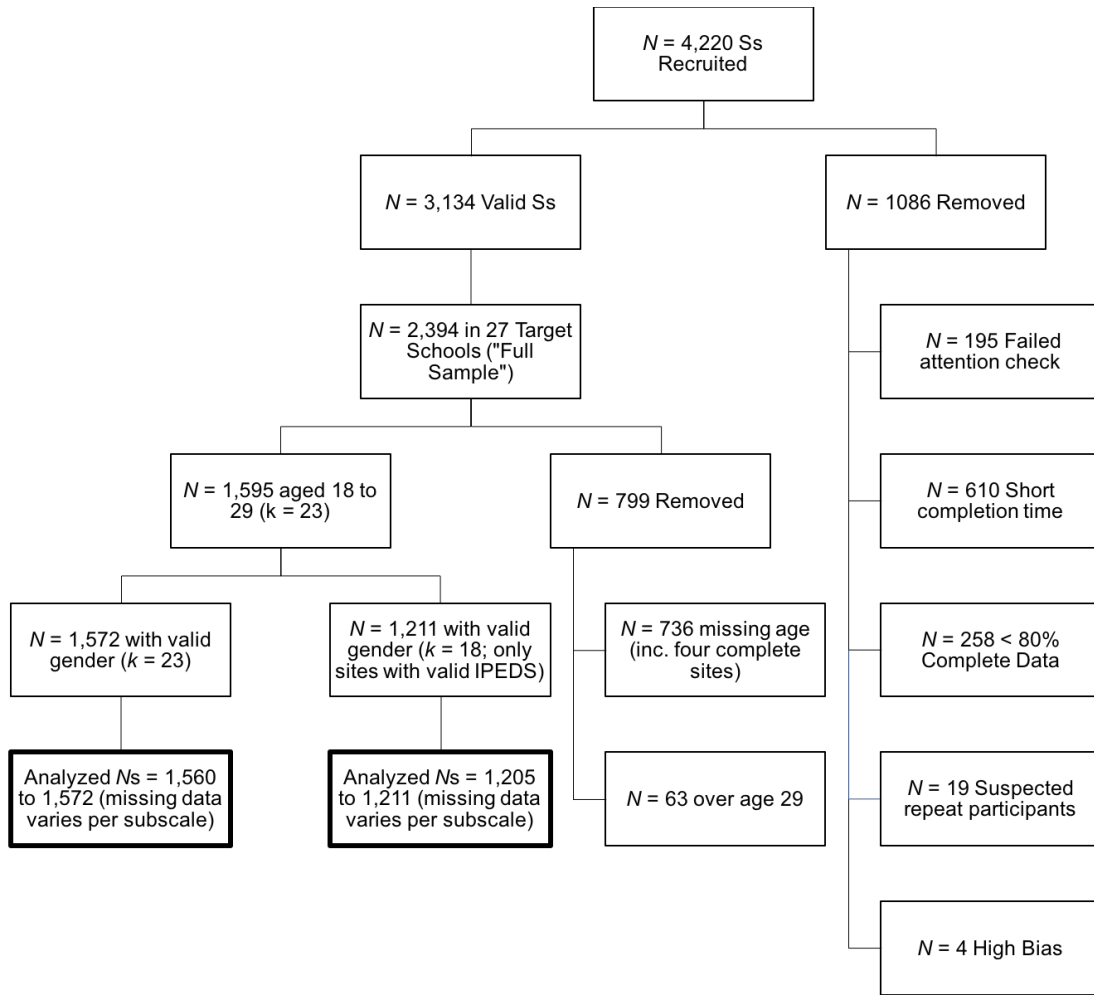 N = 4,220 Ss
Recruited
N = 3,134 Valid Ss
N = 1086 Removed
N = 2,394 in 27 Target
Schools ("Full
Sample")
N = 195 Failed
attention check
N = 1,595 aged 18 to
29 (k = 23)
N = 799 Removed
N = 610 Short
completion time
N = 1,572 with valid
gender (k = 23)
N = 1,211 with valid
gender (k = 18; only
sites with valid IPEDS)
N = 736 missing age
(inc. four complete
sites)
N = 258 < 80%
Complete Data
Analyzed Ns = 1,560
to 1,572 (missing data
varies per subscale)
Analyzed Ns = 1,205
to 1,211 (missing data
varies per subscale)
N = 63 over age 29
N = 19 Suspected
repeat participants
N = 4 High Bias